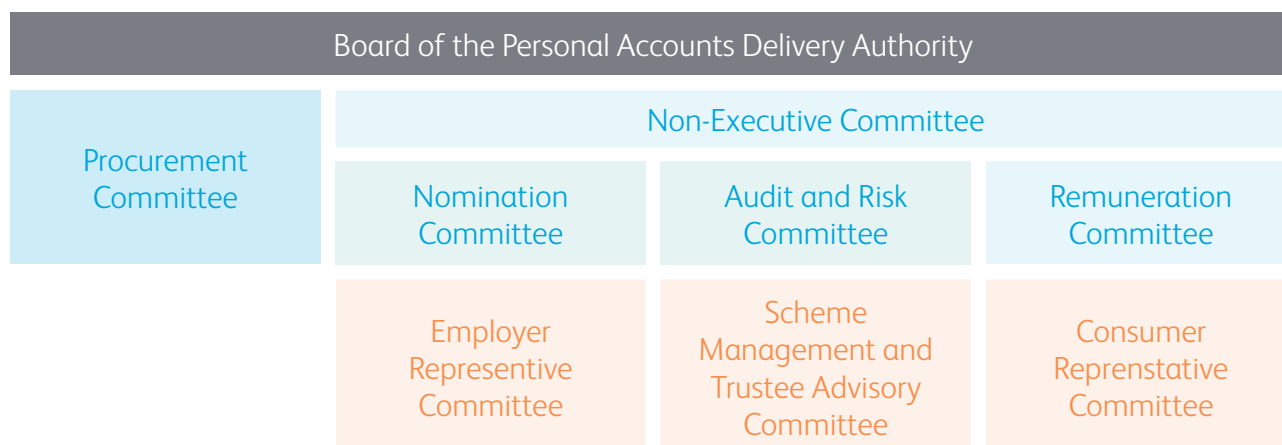 Board of the Personal Accounts Delivery Authority
Procurement
Committee
Non-Executive Committee
Nomination
Committee
Audit and Risk
Committee
Remuneration
Committee
Employer
Representive
Committee
Scheme
Management and
Trustee Advisory
Committee
Consumer
Reprenstative
Committee